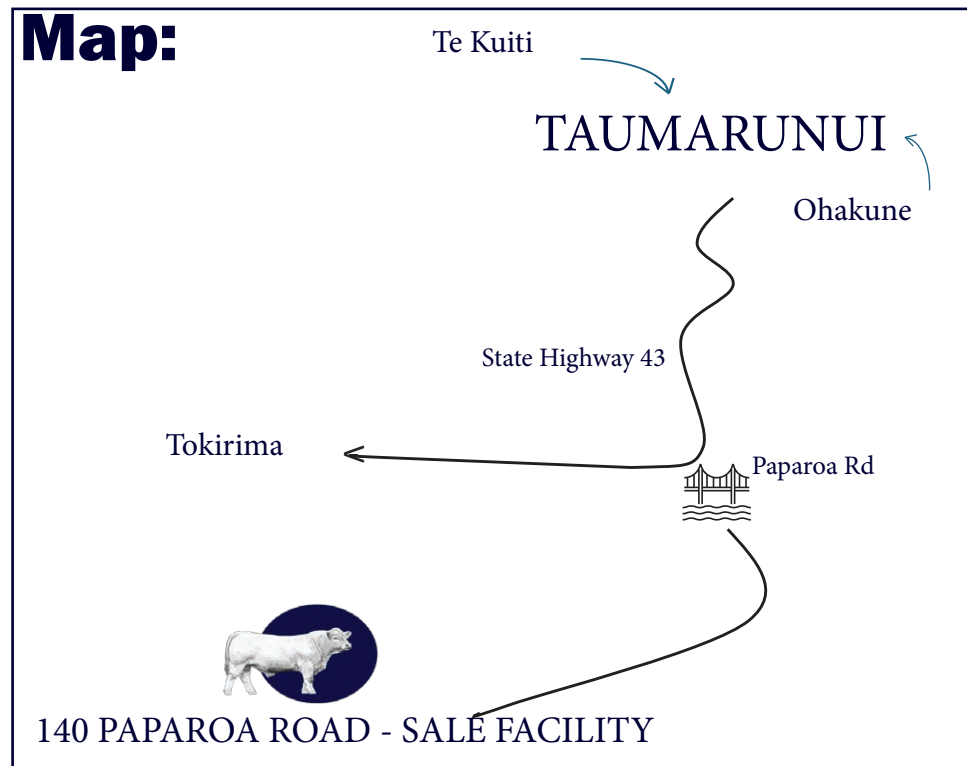 Map:
Te Kuiti
TAUMARUNUI
Ohakune
State Highway 43
Tokirima
Paparoa Rd
140 PAPAROA ROAD - SALE FACILITY